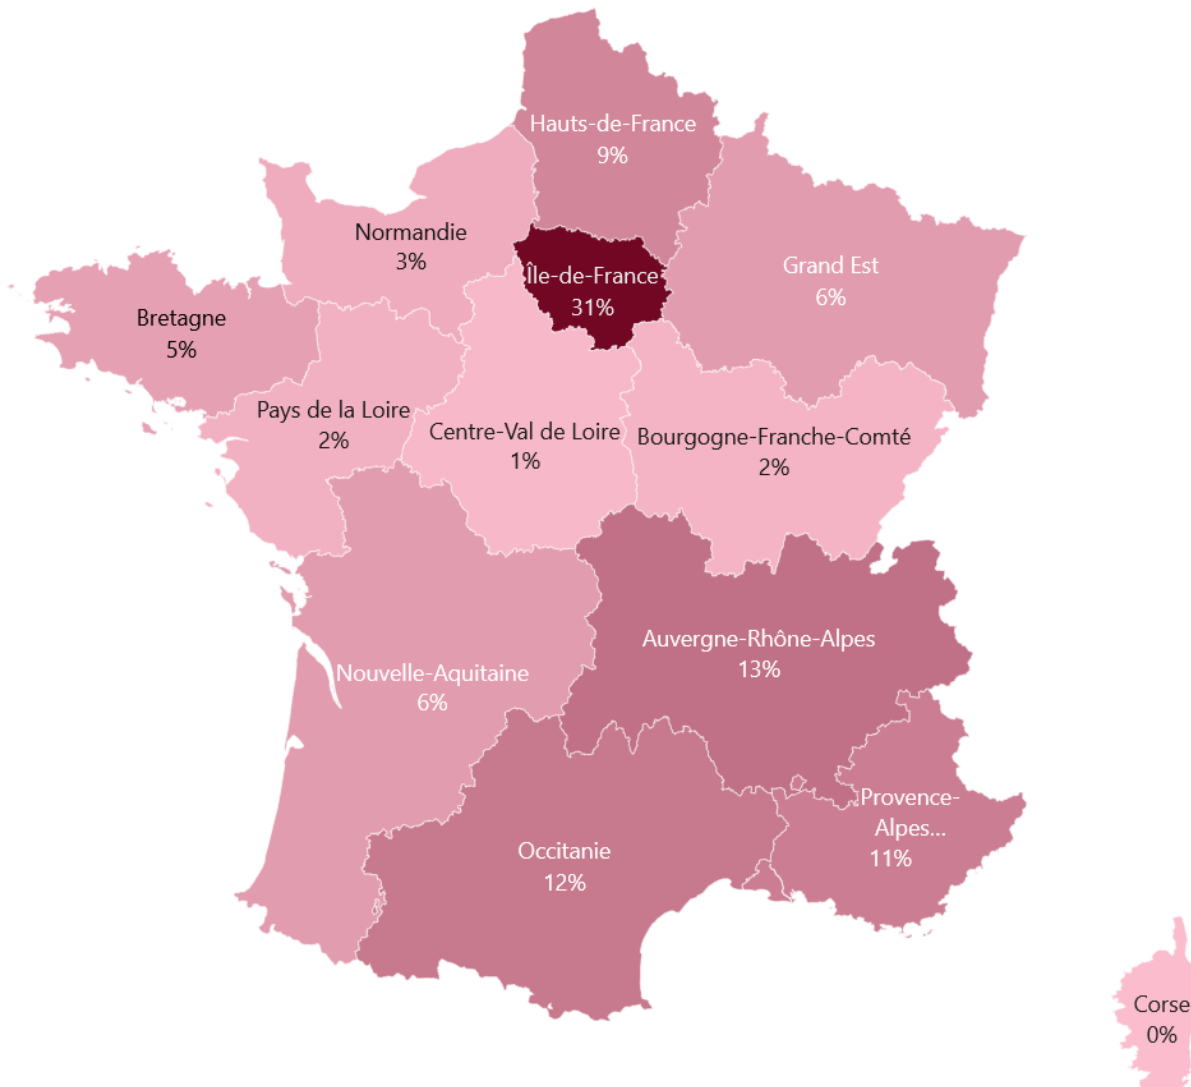 Hauts-de-France
9%
Normandie
3%
Île-de-France
31%
Grand Est
6%
Bretagne
5%
Pays de la Loire
2%
Centre-Val de Loire
1%
Bourgogne-Franche-Comté
2%
Auvergne-Rhône-Alpes
13%
Nouvelle-Aquitaine
6%
Provence-
Alpes...
11%
Occitanie
12%
Corse
0%